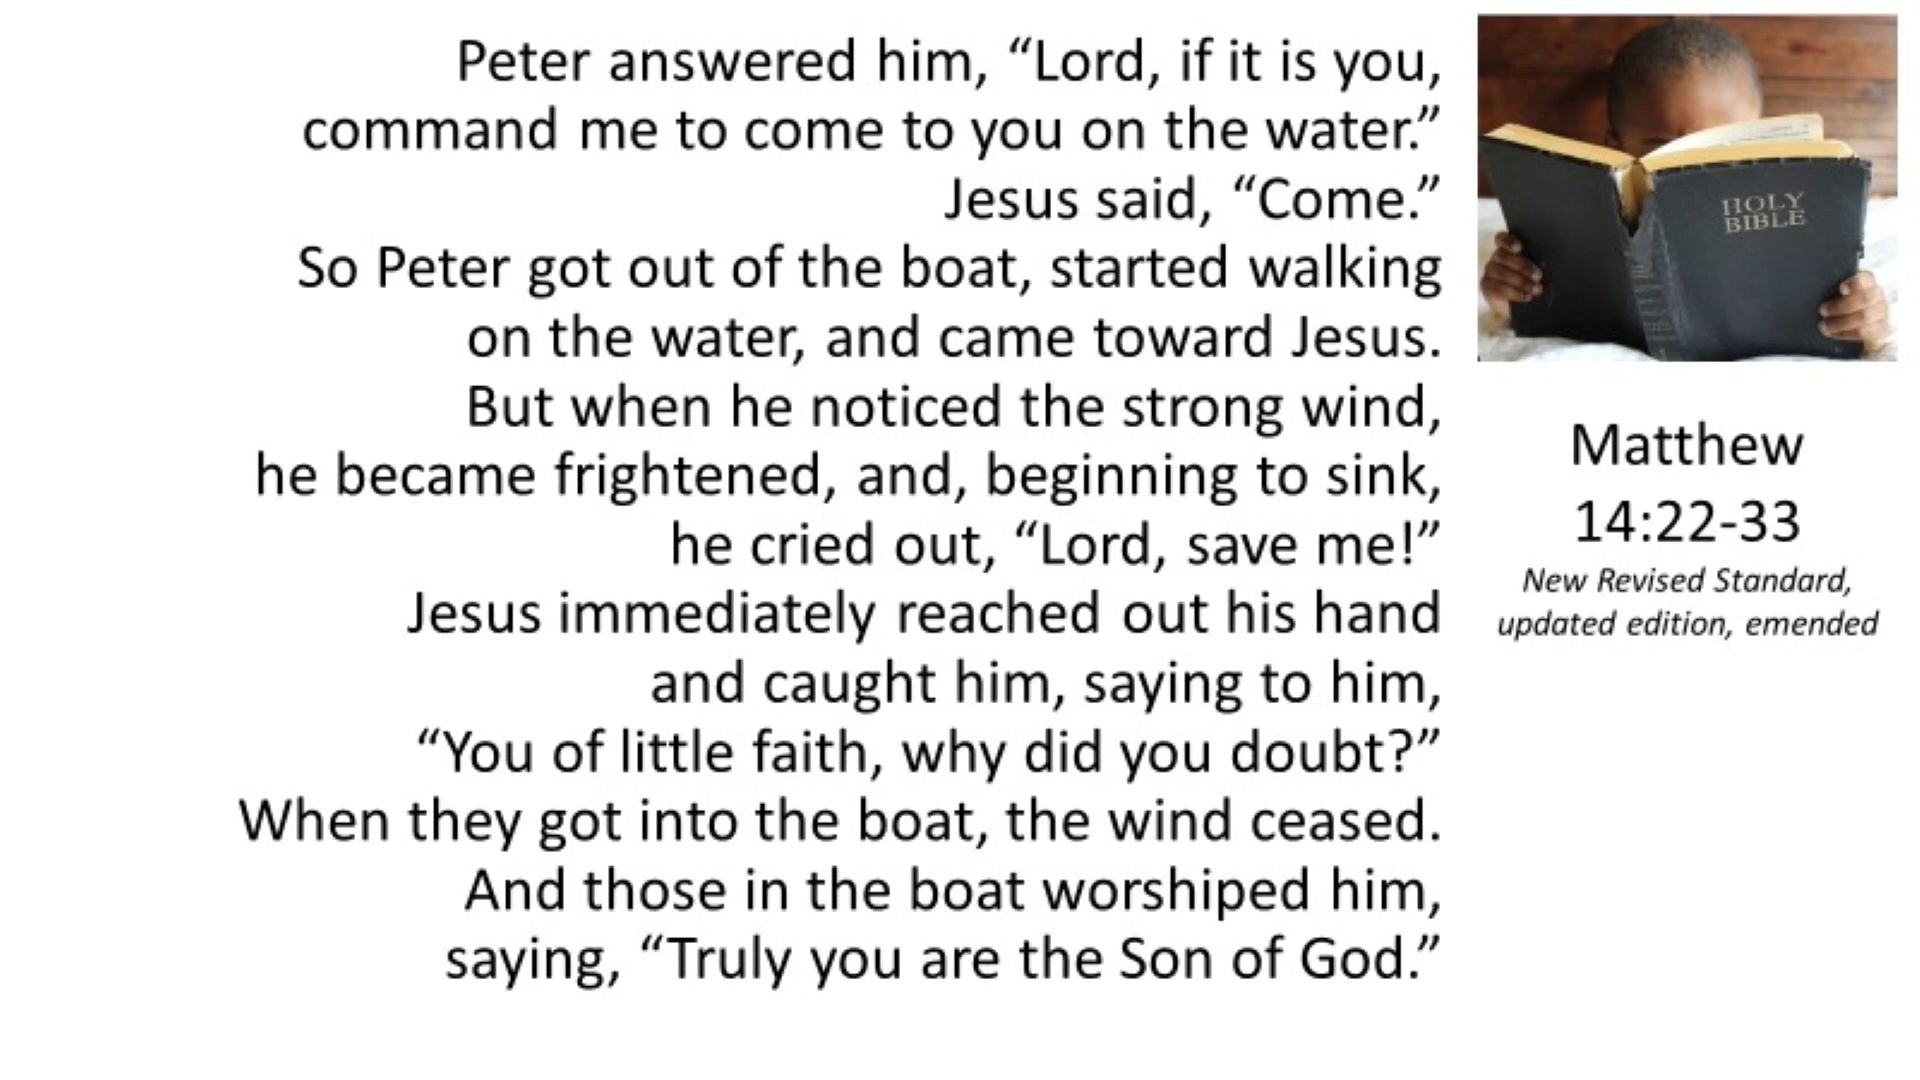 Peter answered him, “Lord, if it is you,
command me to come to you on the water.”
Jesus said, “Come.”
So Peter got out of the boat, started walking
on the water, and came toward Jesus.
But when he noticed the strong wind,
he became frightened, and, beginning to sink,
he cried out, “Lord, save me!”
Jesus immediately reached out his hand
and caught him, saying to him,
“You of little faith, why did you doubt?”
When they got into the boat, the wind ceased.
And those in the boat worshiped him,
saying, “Truly you are the Son of God.”
HOLY
BIBLE
Matthew
14:22-33
New Revised Standard,
updated edition, emended